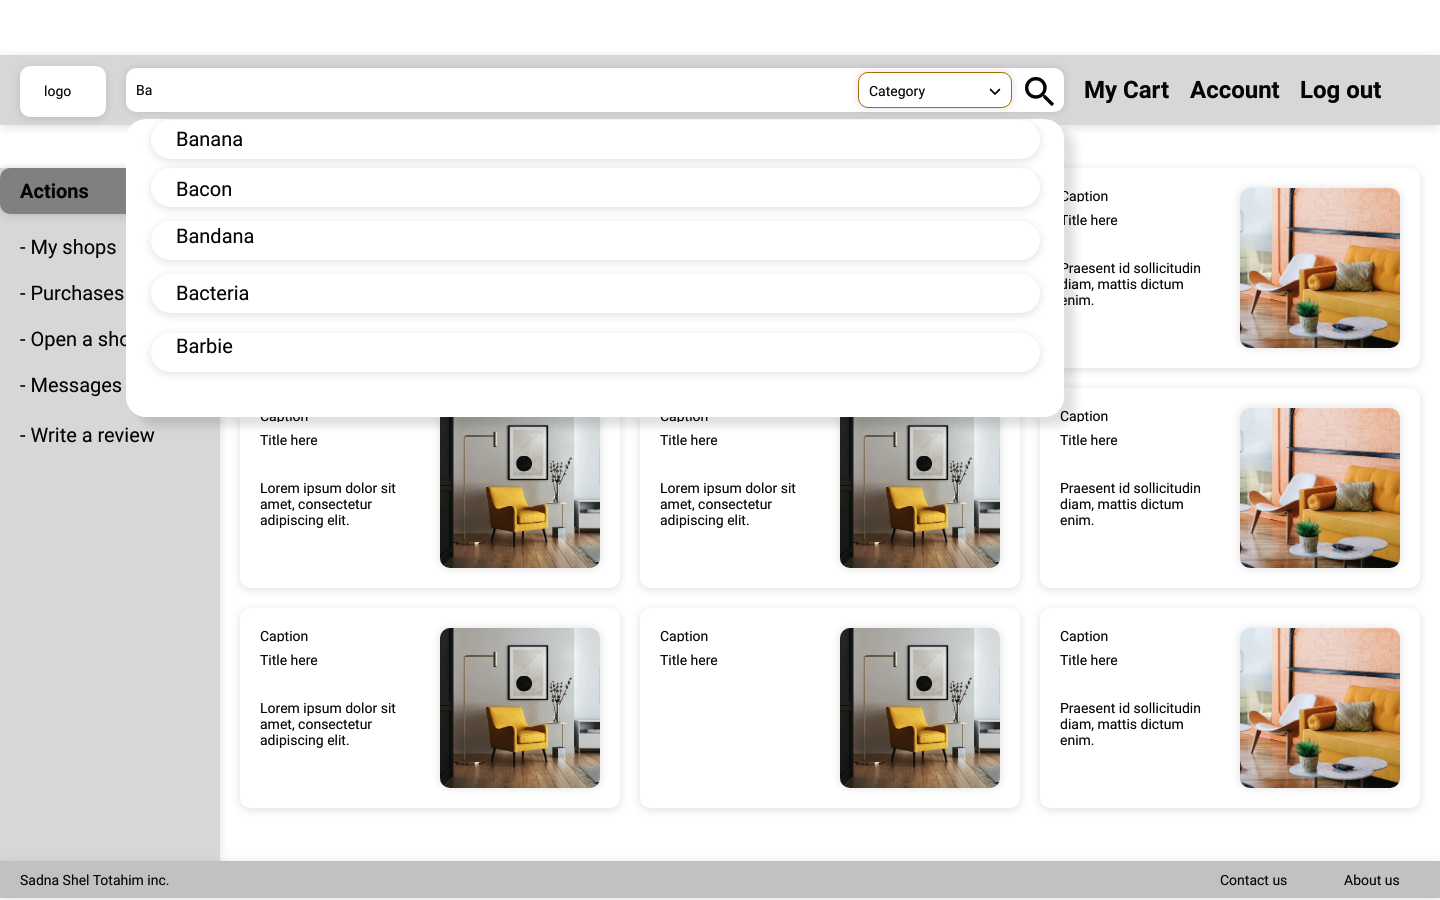 logo
Ba
Category
My Cart
Account
Log out
Banana
Bacon
Bandana
Bacteria
Barbie
Actions
- My shops
- Purchases
- Open a sho
- Messages
- Write a review
Caption
Title here
Praesent id sollicitudin
diam, mattis dictum
enim.
Caption
Title here
Lorem ipsum dolor sit
amet, consectetur
adipiscing elit.
Caption
Title here
Lorem ipsum dolor sit
amet, consectetur
adipiscing elit.
Caption
Title here
Praesent id sollicitudin
diam, mattis dictum
enim.
Caption
Title here
Lorem ipsum dolor sit
amet, consectetur
adipiscing elit.
Caption
Title here
Caption
Title here
Praesent id sollicitudin
diam, mattis dictum
enim.
Sadna Shel Totahim inc.
Contact us
About us